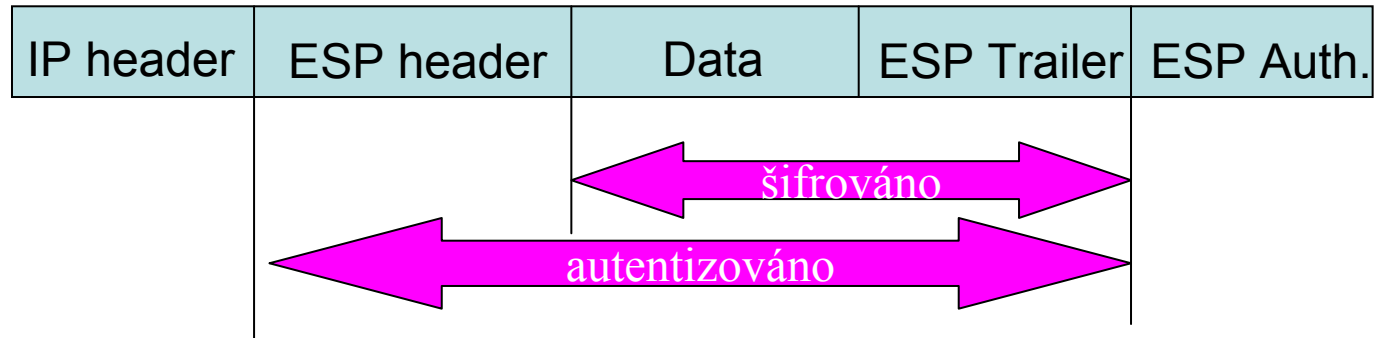 IP header ESP header Data ESP Trailer ESP Auth.
šifrováno
autentizováno